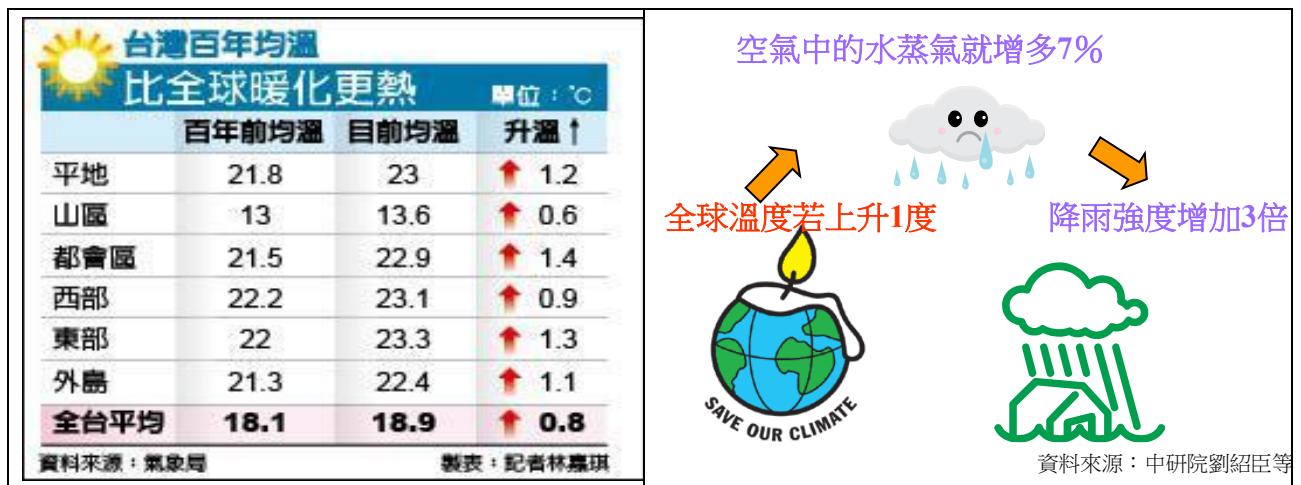 台灣百年均溫
比全球暖化更熱 單位：℃
百年前均溫 目前均溫 升溫↑
平地 21.8 23 1.2
山區 13 13.6 0.6
都會區 21.5 22.9 1.4
西部 22.2 23.1 0.9
東部 22 23.3 1.3
外島 21.3 22.4 1.1
全台平均 18.1 18.9 0.8
資料來源：氣象局 製表：記者林嘉琪
空氣中的水蒸氣就增多7%
全球溫度若上升1度
降雨強度增加3倍
SAVE OUR CLIMATE
資料來源：中研院劉紹臣等